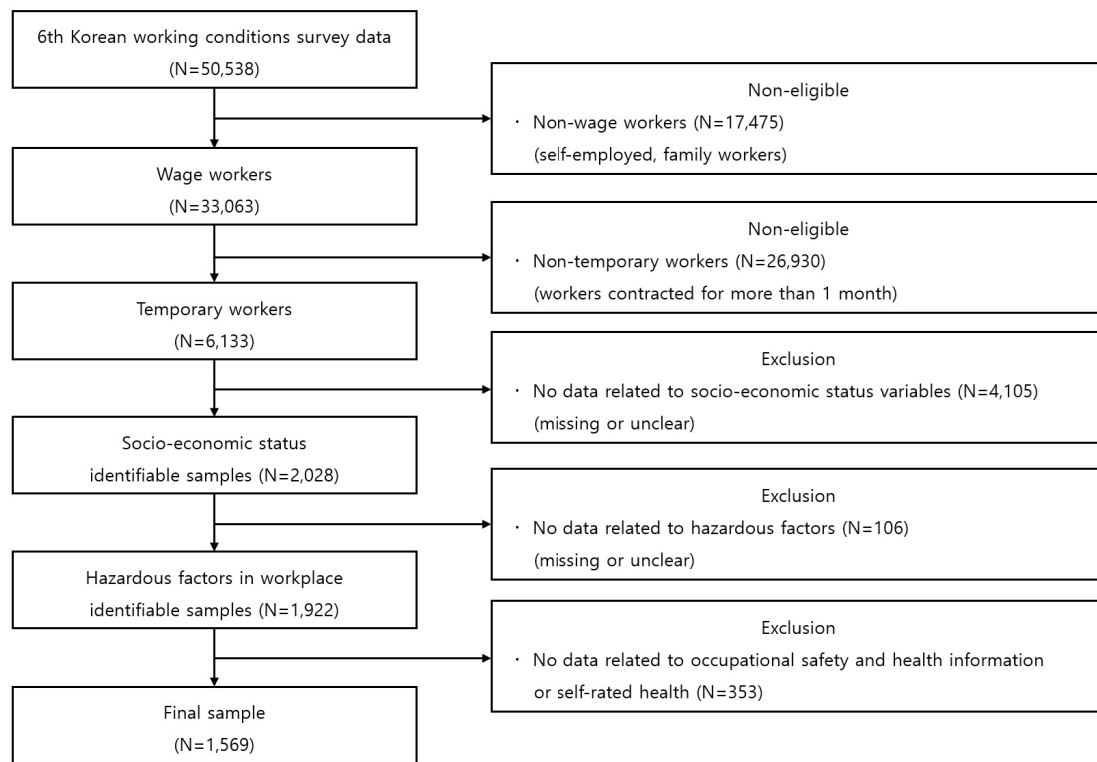 6th Korean working conditions survey data
(N=50,538)
Non-eligible
· Non-wage workers (N=17,475)
(self-employed, family workers)
Wage workers
(N=33,063)
Non-eligible
· Non-temporary workers (N=26,930)
(workers contracted for more than 1 month)
Temporary workers
(N=6,133)
Exclusion
· No data related to socio-economic status variables (N=4,105)
(missing or unclear)
Socio-economic status
identifiable samples (N=2,028)
Exclusion
· No data related to hazardous factors (N=106)
(missing or unclear)
Hazardous factors in workplace
identifiable samples (N=1,922)
Exclusion
· No data related to occupational safety and health information
or self-rated health (N=353)
Final sample
(N=1,569)